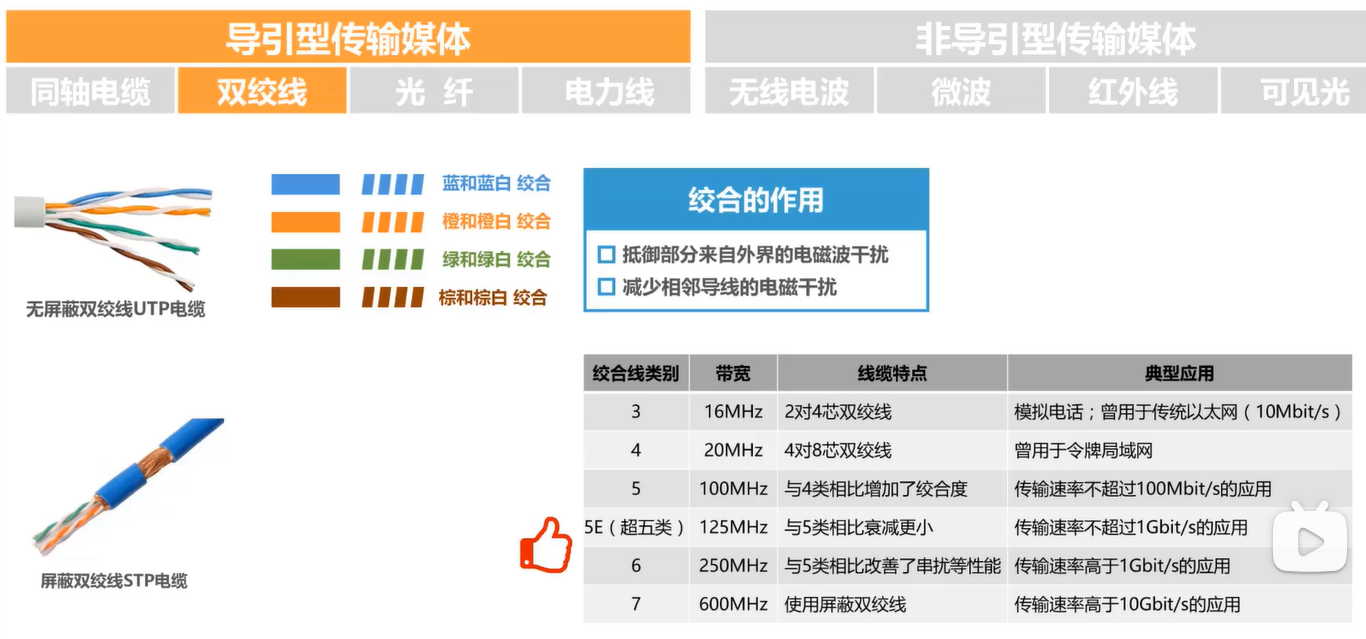 导引型传输媒体
非导引型传输媒体
同轴电缆 双绞线 光 纤 电力线 无线电波 微波 红外线 可见光
蓝和蓝白 绞合
橙和橙白 绞合
绿和绿白 绞合
棕和棕白 绞合
无屏蔽双绞线UTP电缆
绞合的作用
抵御部分来自外界的电磁波干扰
减少相邻导线的电磁干扰
屏蔽双绞线STP电缆
绞合线类别 带宽 线缆特点 典型应用
3 16MHz 2对4芯双绞线 模拟电话；曾用于传统以太网（10Mbit/s）
4 20MHz 4对8芯双绞线 曾用于令牌局域网
5 100MHz 与4类相比增加了绞合度 传输速率不超过100Mbit/s的应用
5E（超五类） 125MHz 与5类相比衰减更小 传输速率不超过1Gbit/s的应用
6 250MHz 与5类相比改善了串扰等性能 传输速率高于1Gbit/s的应用
7 600MHz 使用屏蔽双绞线 传输速率高于10Gbit/s的应用